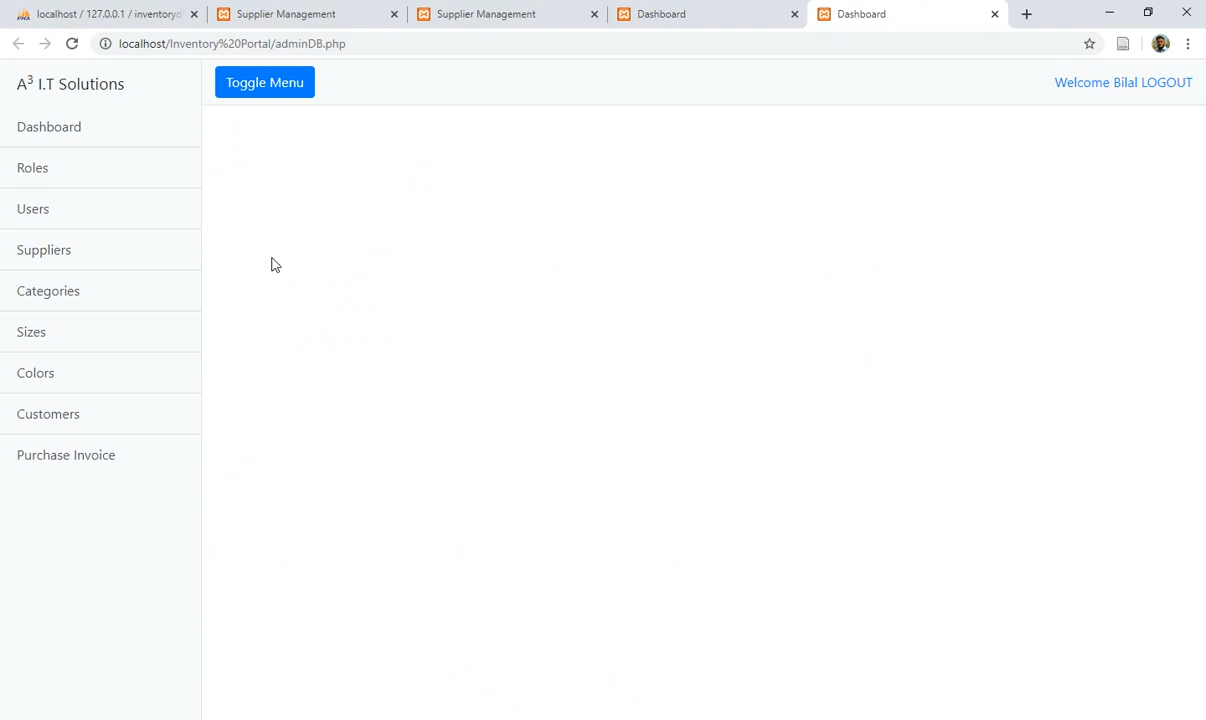 localhost / 127.0.0.1 / inventoryd
Supplier Management
Supplier Management
Dashboard
Dashboard
localhost/Inventory%20Portal/adminDB.php
A³ I.T Solutions
Toggle Menu
Welcome Bilal LOGOUT
Dashboard
Roles
Users
Suppliers
Categories
Sizes
Colors
Customers
Purchase Invoice